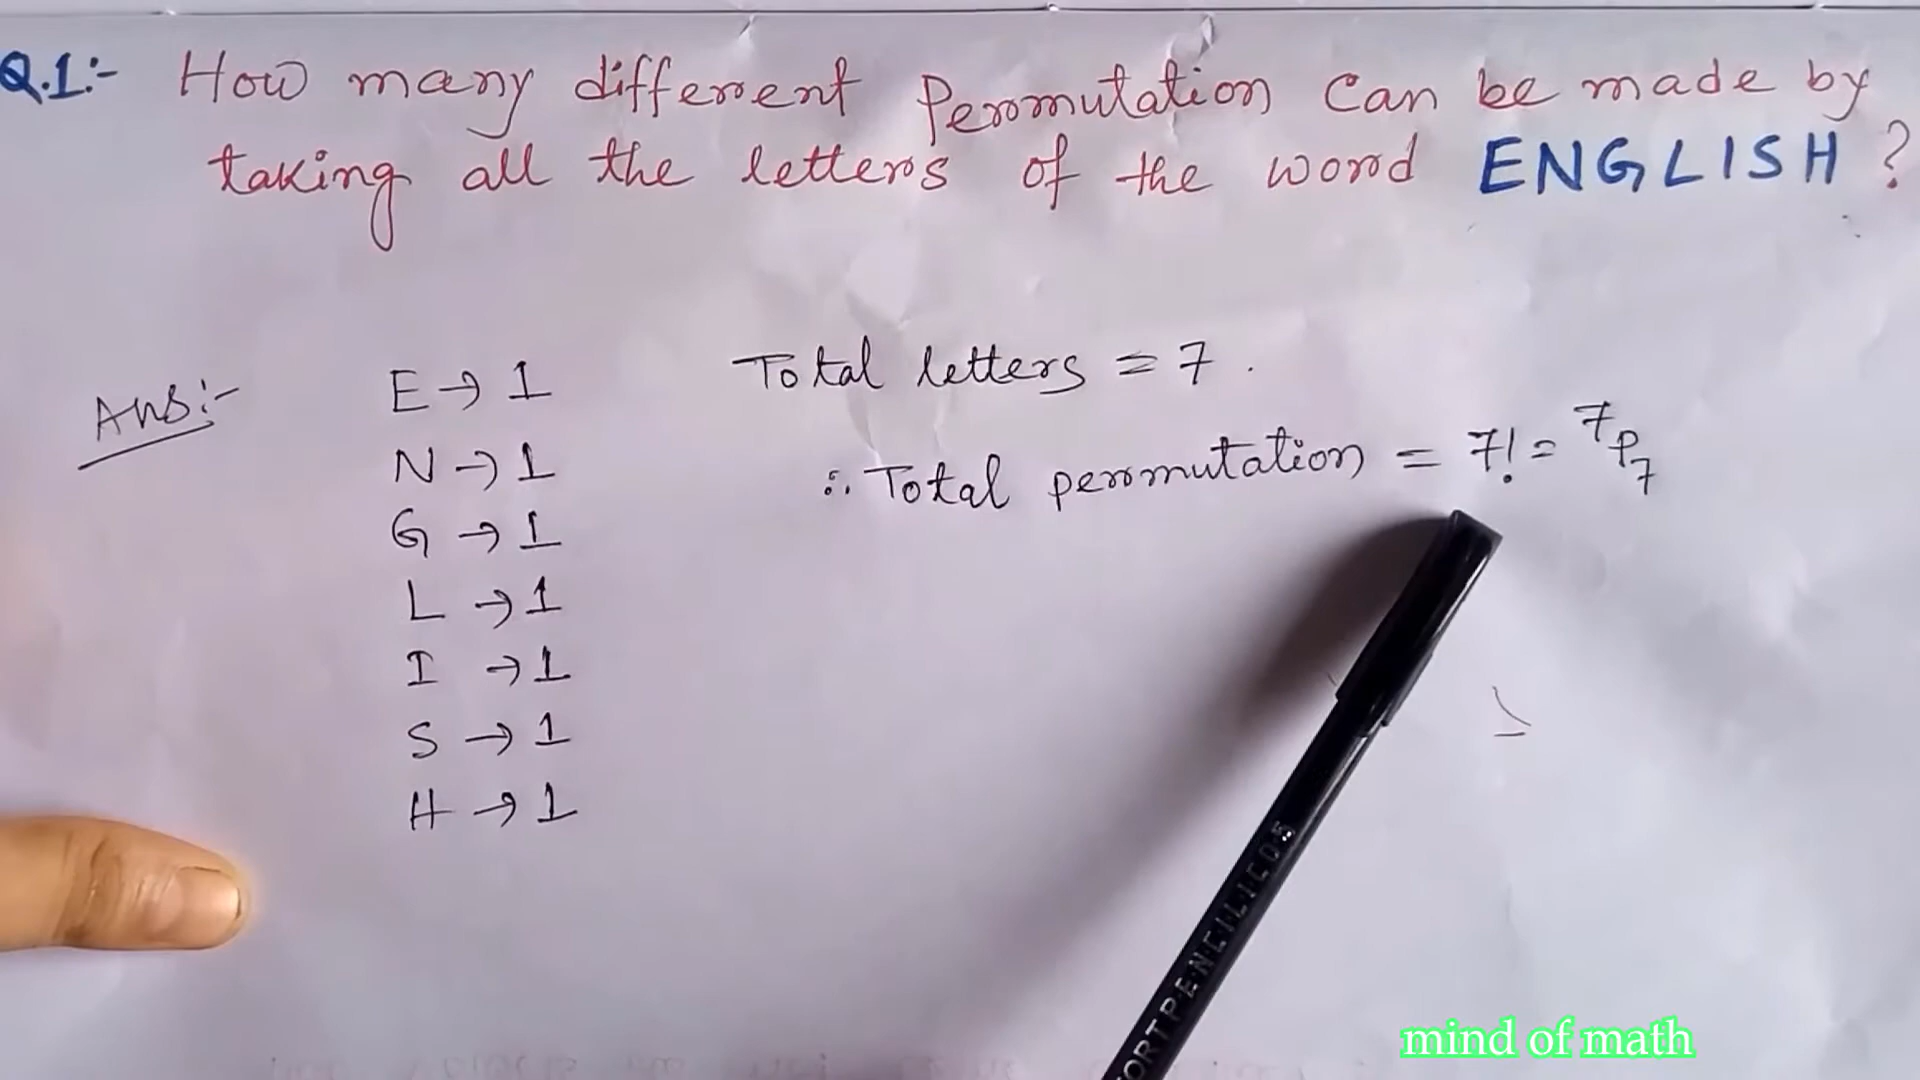 Q.1:- How many different Permutation can be made by
taking all the letters of the word ENGLISH ?
Ans:-
E → 1
N → 1
G → 1
L → 1
I → 1
S → 1
H → 1
Total letters = 7 .
∴ Total permutation = 7! = ⁷P₇
mind of math